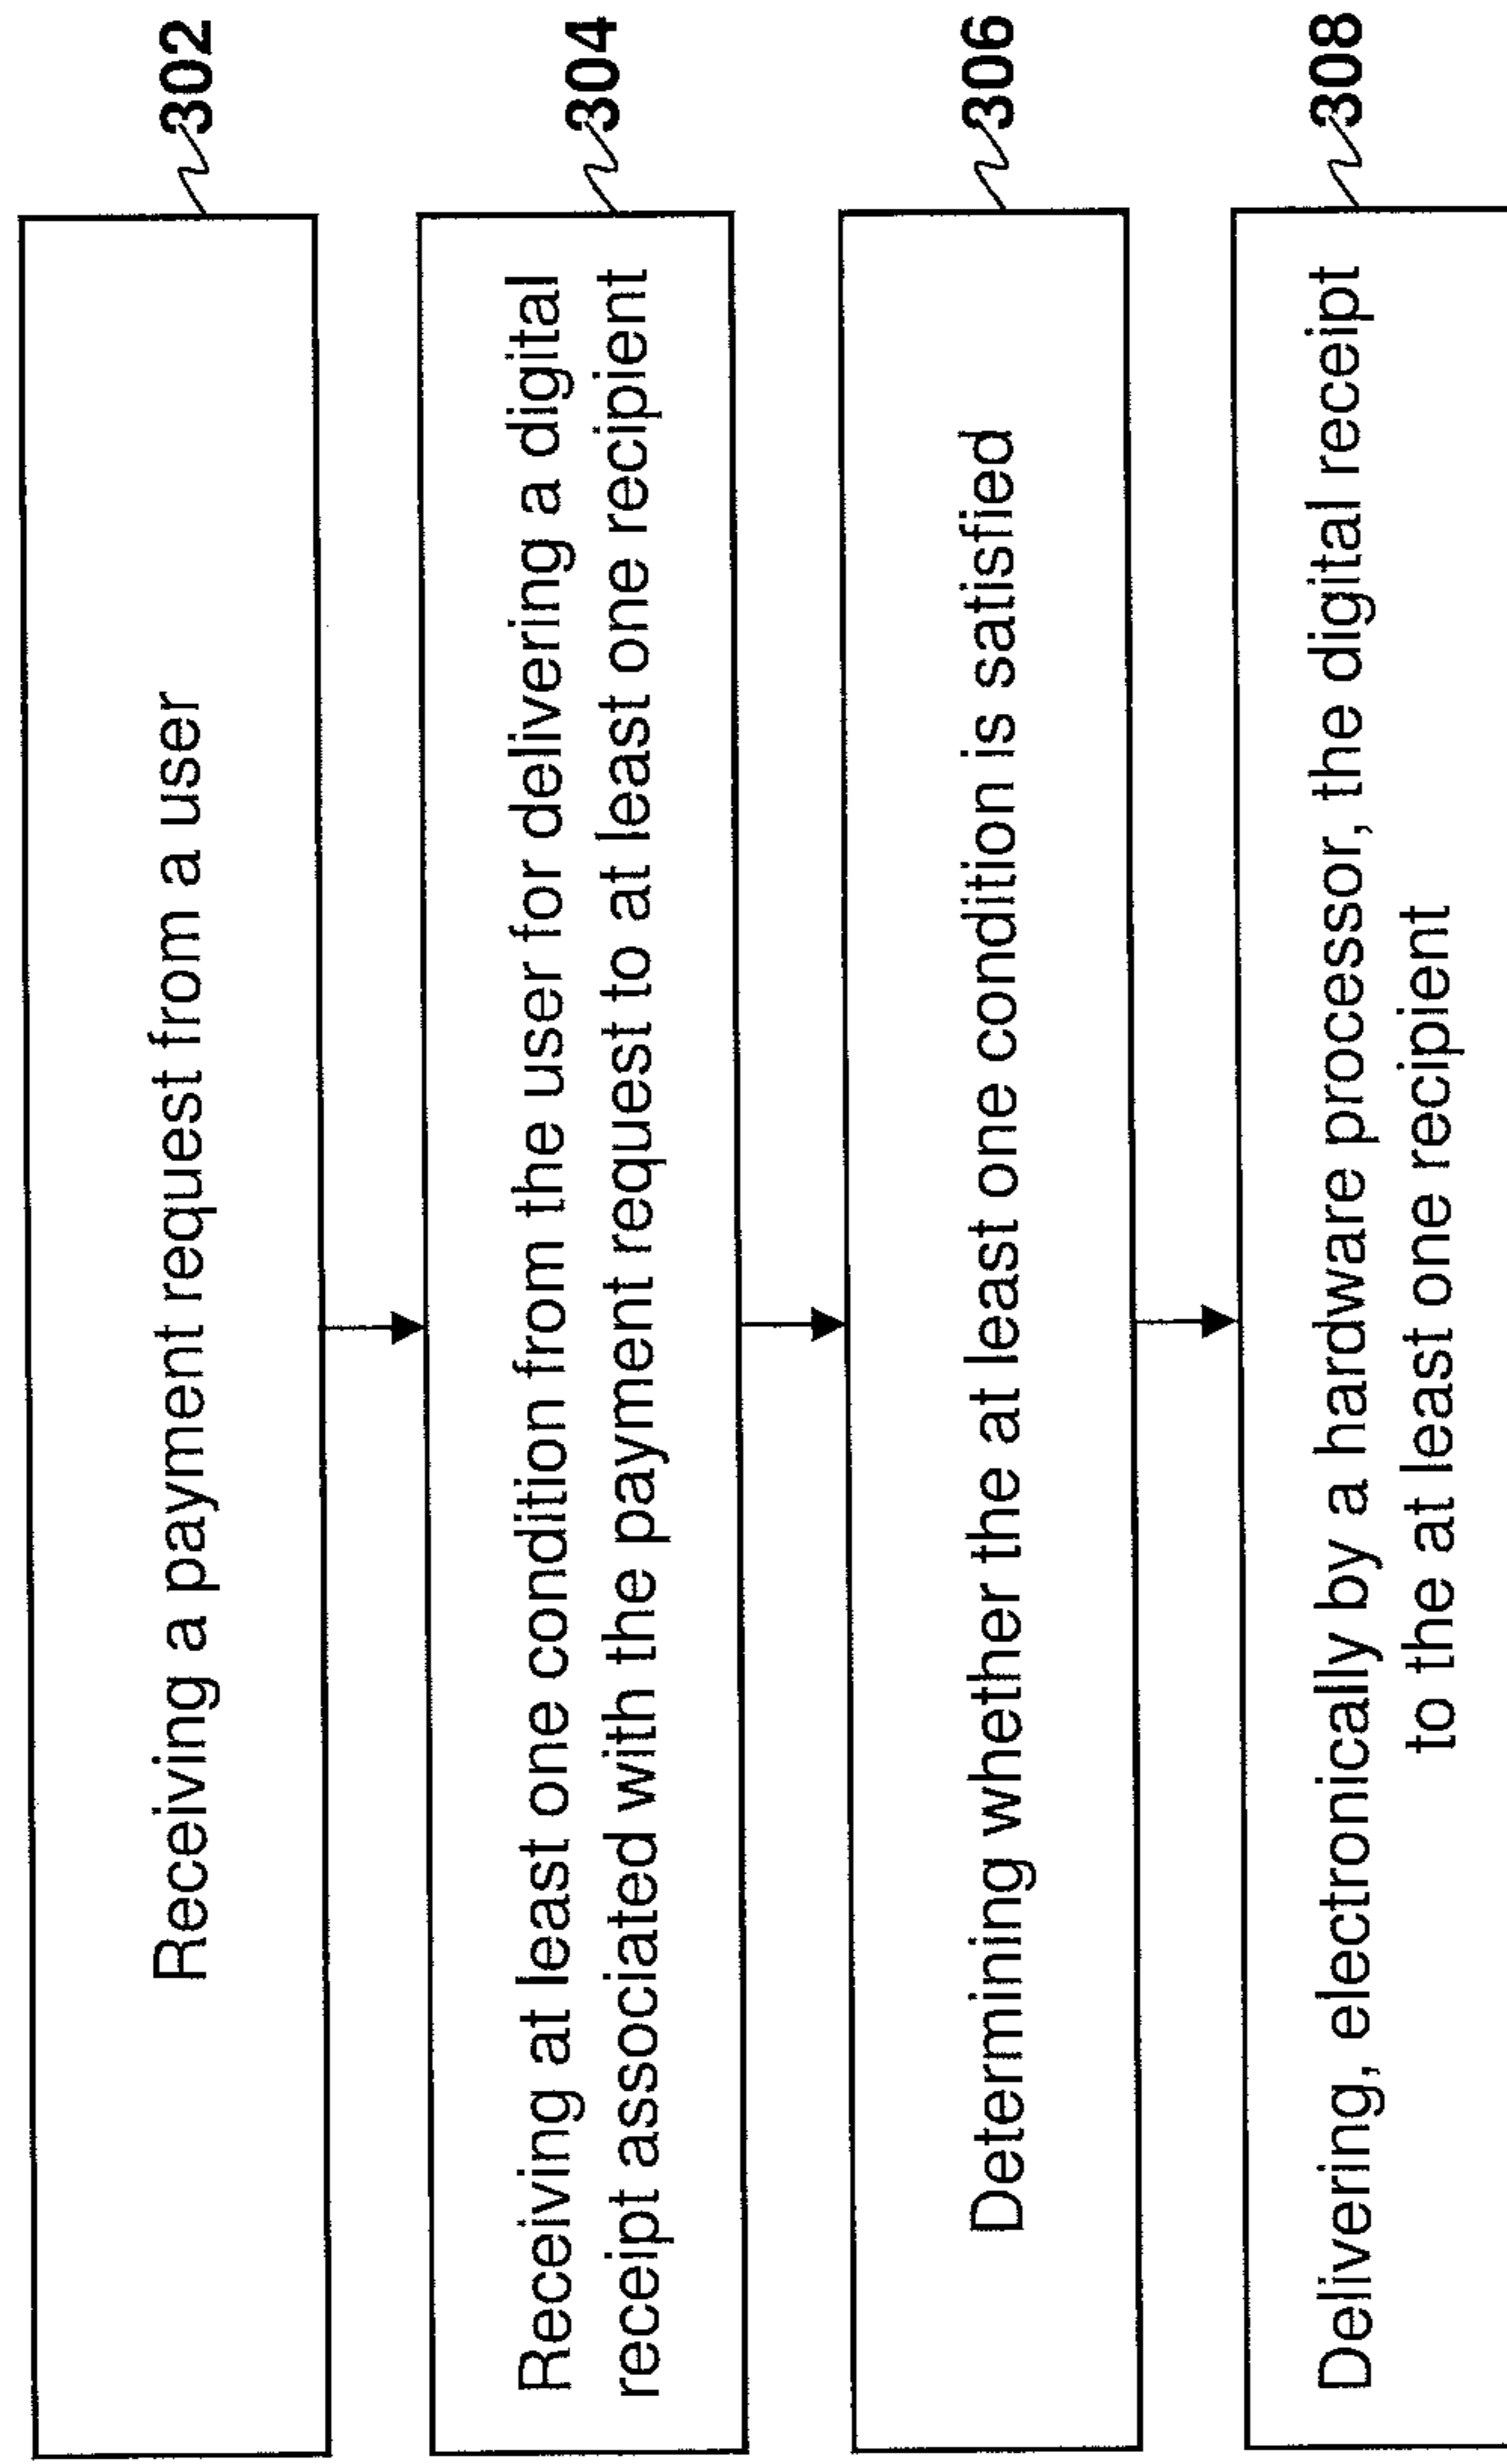 Receiving a payment request from a user
302
Receiving at least one condition from the user for delivering a digital
receipt associated with the payment request to at least one recipient
304
Determining whether the at least one condition is satisfied
306
Delivering, electronically by a hardware processor, the digital receipt
to the at least one recipient
308